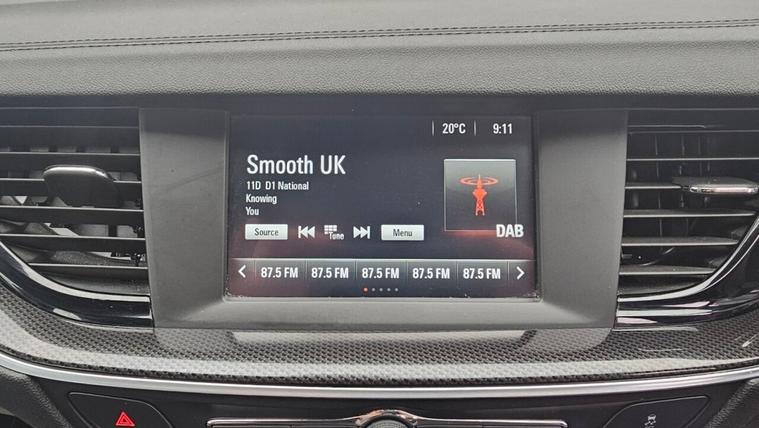 20°C 9:11
Smooth UK
11D D1 National
Knowing
You
Source Tune Menu
DAB
87.5 FM 87.5 FM 87.5 FM 87.5 FM 87.5 FM